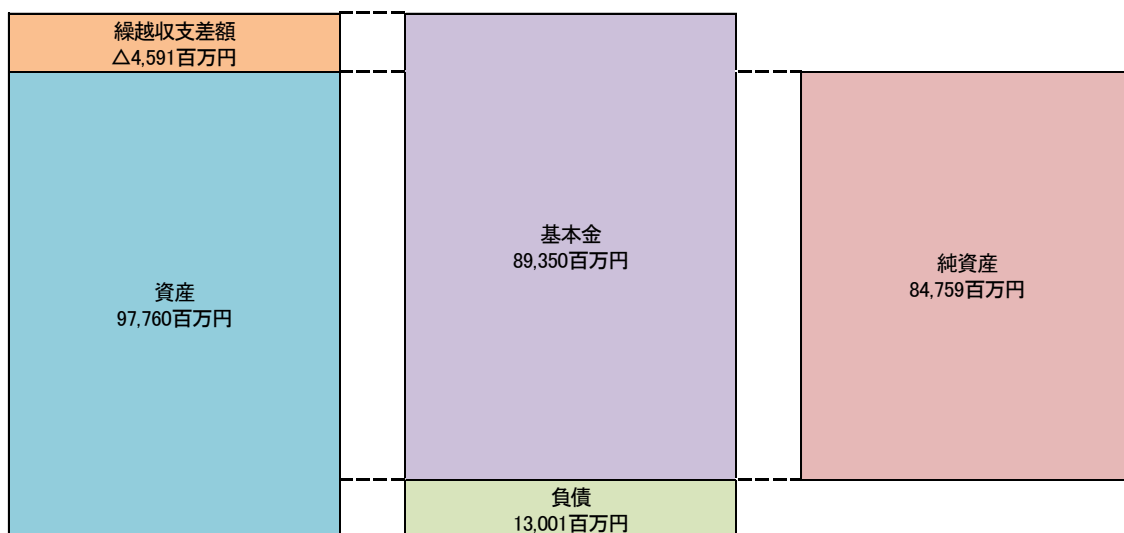 繰越収支差額
△4,591百万円
資産
97,760百万円
基本金
89,350百万円
負債
13,001百万円
純資産
84,759百万円